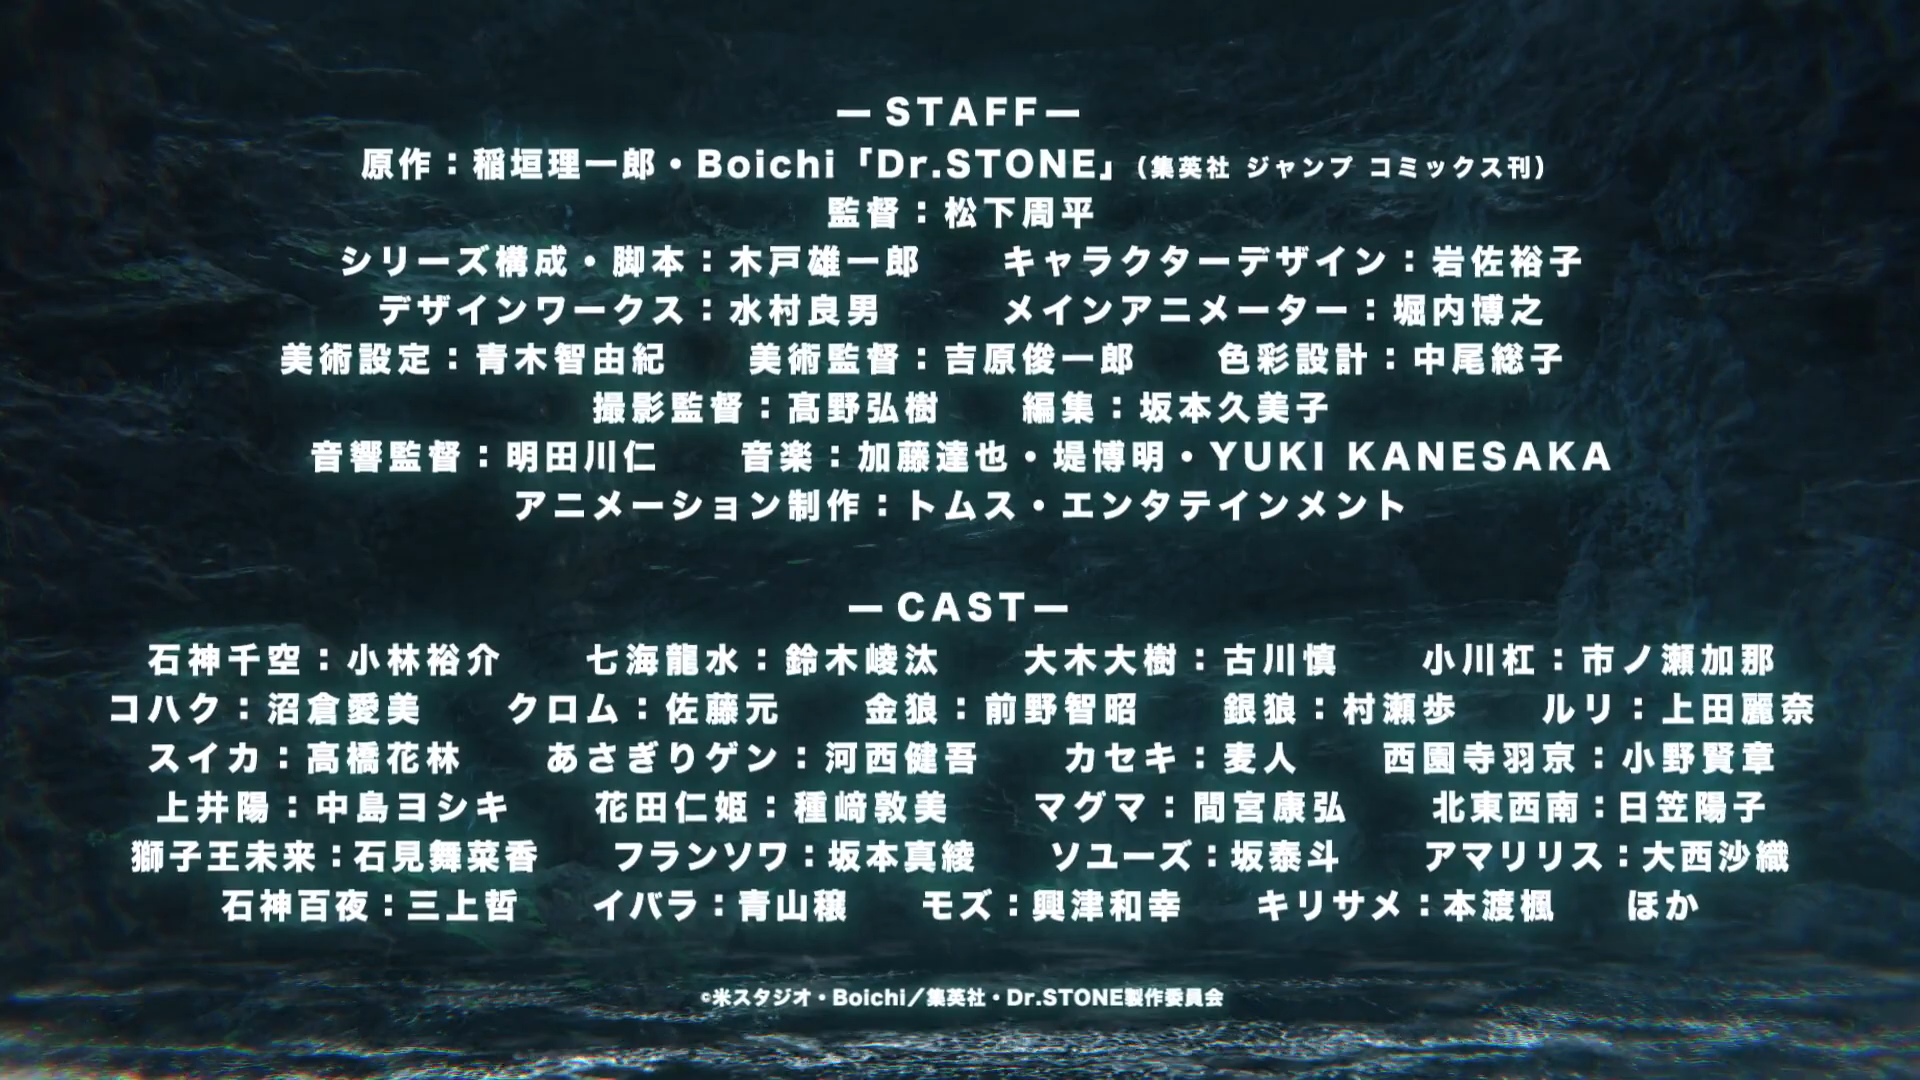 — STAFF —
原作：稲垣理一郎・Boichi「Dr.STONE」（集英社 ジャンプ コミックス刊）
監督：松下周平
シリーズ構成・脚本：木戸雄一郎　キャラクターデザイン：岩佐裕子
デザインワークス：水村良男　メインアニメーター：堀内博之
美術設定：青木智由紀　美術監督：吉原俊一郎　色彩設計：中尾総子
撮影監督：髙野弘樹　編集：坂本久美子
音響監督：明田川仁　音楽：加藤達也・堤博明・YUKI KANESAKA
アニメーション制作：トムス・エンタテインメント
— CAST —
石神千空：小林裕介　七海龍水：鈴木崚汰　大木大樹：古川慎　小川杠：市ノ瀬加那
コハク：沼倉愛美　クロム：佐藤元　金狼：前野智昭　銀狼：村瀬歩　ルリ：上田麗奈
スイカ：高橋花林　あさぎりゲン：河西健吾　カセキ：麦人　西園寺羽京：小野賢章
上井陽：中島ヨシキ　花田仁姫：種﨑敦美　マグマ：間宮康弘　北東西南：日笠陽子
獅子王未来：石見舞菜香　フランソワ：坂本真綾　ソユーズ：坂泰斗　アマリリス：大西沙織
石神百夜：三上哲　イバラ：青山穣　モズ：興津和幸　キリサメ：本渡楓　ほか
©米スタジオ・Boichi／集英社・Dr.STONE製作委員会